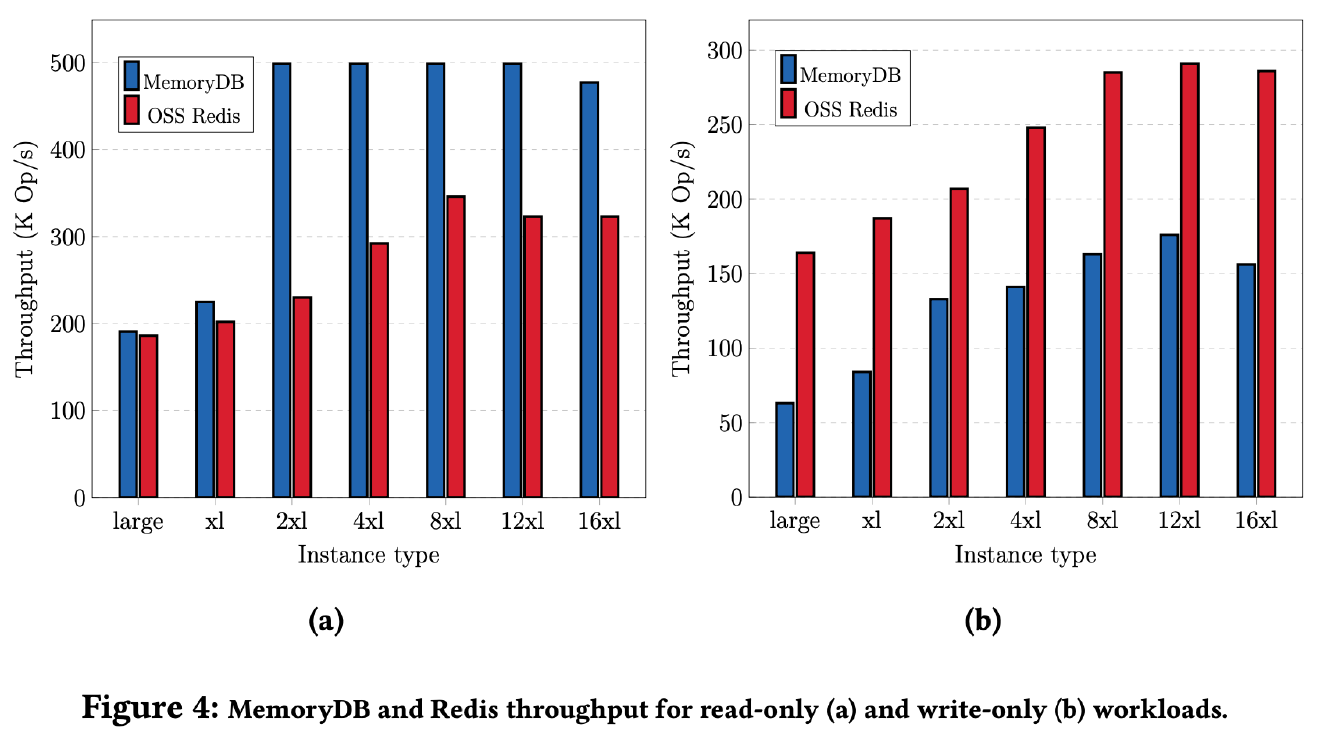 500
400
300
200
100
0
Throughput (K Op/s)
MemoryDB
OSS Redis
large xl 2xl 4xl 8xl 12xl 16xl
Instance type
(a)
300
250
200
150
100
50
0
Throughput (K Op/s)
MemoryDB
OSS Redis
large xl 2xl 4xl 8xl 12xl 16xl
Instance type
(b)
Figure 4: MemoryDB and Redis throughput for read-only (a) and write-only (b) workloads.